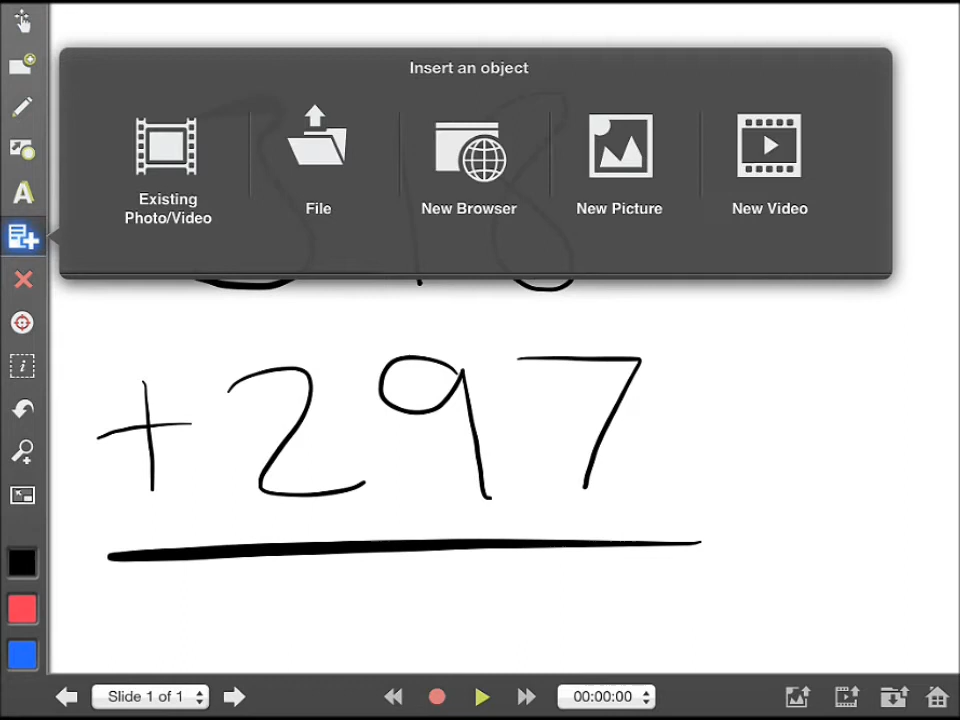 Insert an object
Existing Photo/Video
File
New Browser
New Picture
New Video
318
+297
Slide 1 of 1
00:00:00